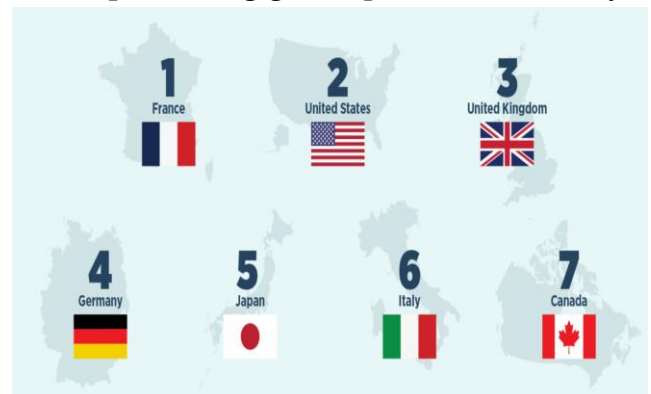 1
France
2
United States
3
United Kingdom
4
Germany
5
Japan
6
Italy
7
Canada